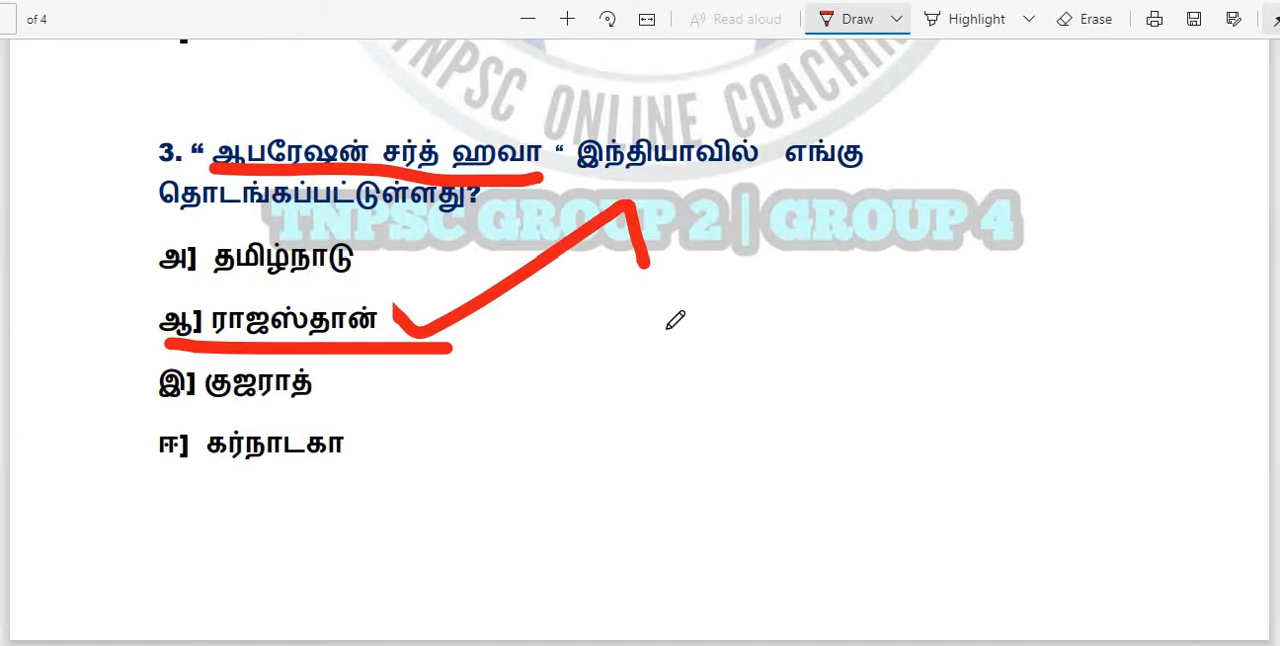 of 4
Read aloud
Draw
Highlight
Erase
TNPSC ONLINE COACHING
3. “ ஆபரேஷன் சர்த் ஹவா “ இந்தியாவில் எங்கு
தொடங்கப்பட்டுள்ளது?
TNPSC GROUP 2 | GROUP 4
அ] தமிழ்நாடு
ஆ] ராஜஸ்தான்
இ] குஜராத்
ஈ] கர்நாடகா